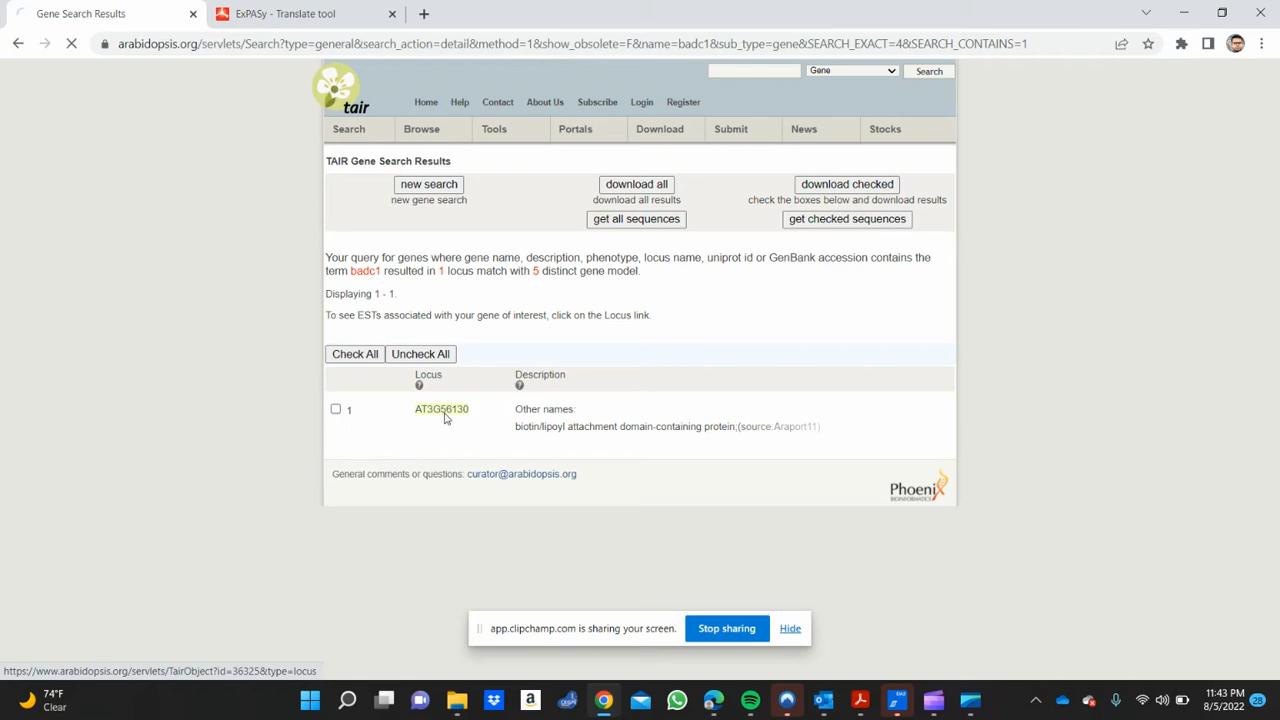 Gene Search Results
ExPASy - Translate tool
arabidopsis.org/servlets/Search?type=general&search_action=detail&method=1&show_obsolete=F&name=badc1&sub_type=gene&SEARCH_EXACT=4&SEARCH_CONTAINS=1
tair
Gene
Search
Home Help Contact About Us Subscribe Login Register
Search Browse Tools Portals Download Submit News Stocks
TAIR Gene Search Results
new search download all download checked
new gene search download all results check the boxes below and download results
get all sequences get checked sequences
Your query for genes where gene name, description, phenotype, locus name, uniprot id or GenBank accession contains the
term badc1 resulted in 1 locus match with 5 distinct gene model.
Displaying 1 - 1.
To see ESTs associated with your gene of interest, click on the Locus link.
Check All Uncheck All
Locus Description
? ?
1 AT3G56130 Other names:
biotin/lipoyl attachment domain-containing protein;(source:Araport11)
General comments or questions: curator@arabidopsis.org
Phoenix
BIOINFORMATICS
app.clipchamp.com is sharing your screen. Stop sharing Hide
https://www.arabidopsis.org/servlets/TairObject?id=36325&type=locus
74°F
Clear
11:43 PM
8/5/2022